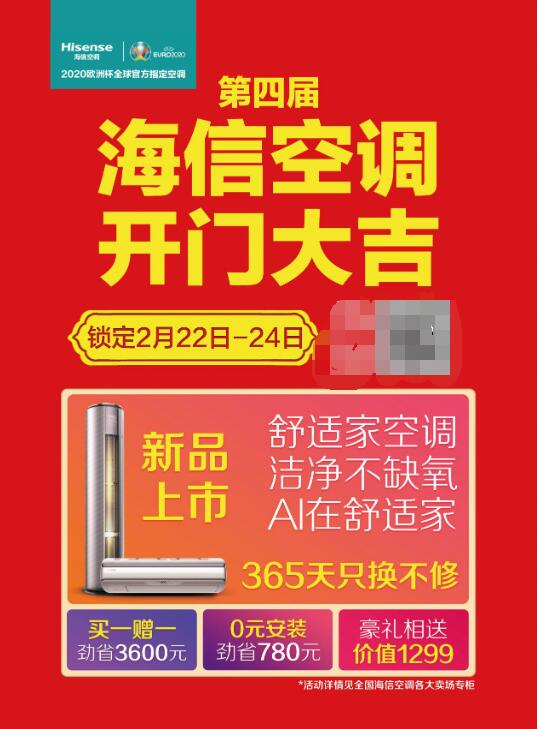 Hisense
海信空调
EURO2020
2020欧洲杯全球官方指定空调
第四届
海信空调
开门大吉
锁定2月22日-24日
新品
上市
舒适家空调
洁净不缺氧
AI在舒适家
365天只换不修
买一赠一
劲省3600元
0元安装
劲省780元
豪礼相送
价值1299
*活动详情见全国海信空调各大卖场专柜